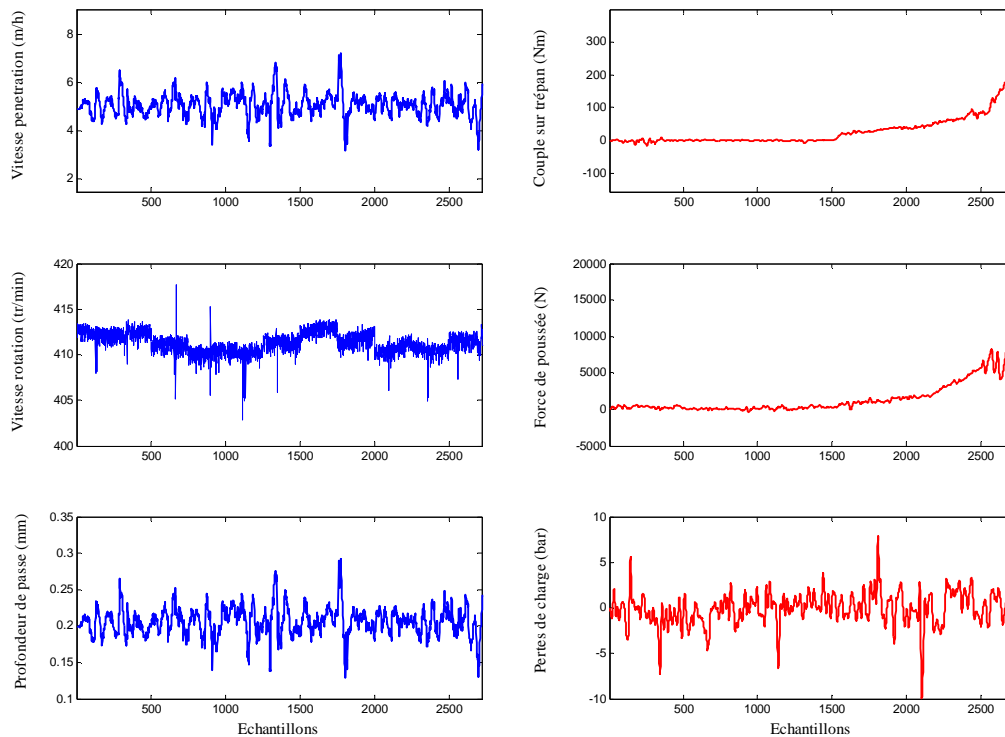 Vitesse penetration (m/h)
8
6
4
2
500 1000 1500 2000 2500
Couple sur trépan (Nm)
300
200
100
0
-100
500 1000 1500 2000 2500
Vitesse rotation (tr/min)
420
415
410
405
400
500 1000 1500 2000 2500
Force de poussée (N)
20000
15000
10000
5000
0
-5000
500 1000 1500 2000 2500
Profondeur de passe (mm)
0.35
0.3
0.25
0.2
0.15
0.1
500 1000 1500 2000 2500
Echantillons
Pertes de charge (bar)
10
5
0
-5
-10
500 1000 1500 2000 2500
Echantillons